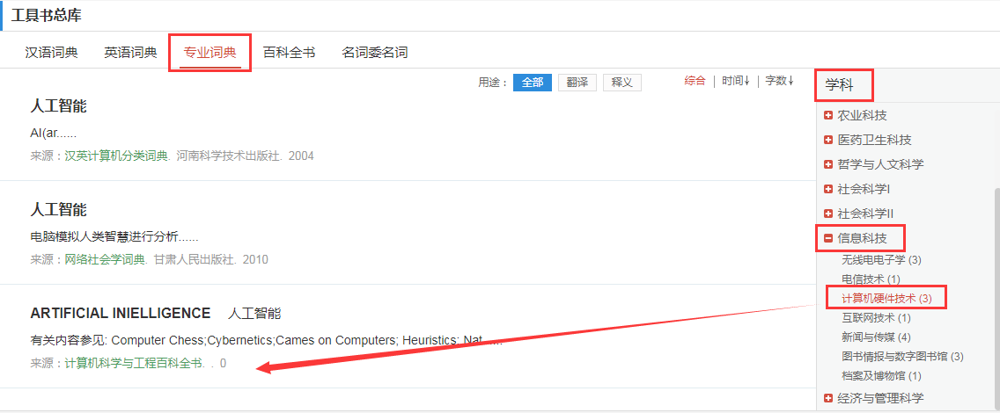 工具书总库
汉语词典 英语词典 专业词典 百科全书 名词委名词
用途： 全部 翻译 释义 综合 | 时间↓ | 字数↓
人工智能
AI(ar......
来源：汉英计算机分类词典. 河南科学技术出版社. 2004
人工智能
电脑模拟人类智慧进行分析......
来源：网络社会学词典. 甘肃人民出版社. 2010
ARTIFICIAL INIELLIGENCE 人工智能
有关内容参见: Computer Chess;Cybernetics;Cames on Computers; Heuristics; Nat......
来源：计算机科学与工程百科全书. . 0
学科
农业科技
医药卫生科技
哲学与人文科学
社会科学I
社会科学II
信息科技
无线电电子学 (3)
电信技术 (1)
计算机硬件技术 (3)
互联网技术 (1)
新闻与传媒 (4)
图书情报与数字图书馆 (3)
档案及博物馆 (1)
经济与管理科学